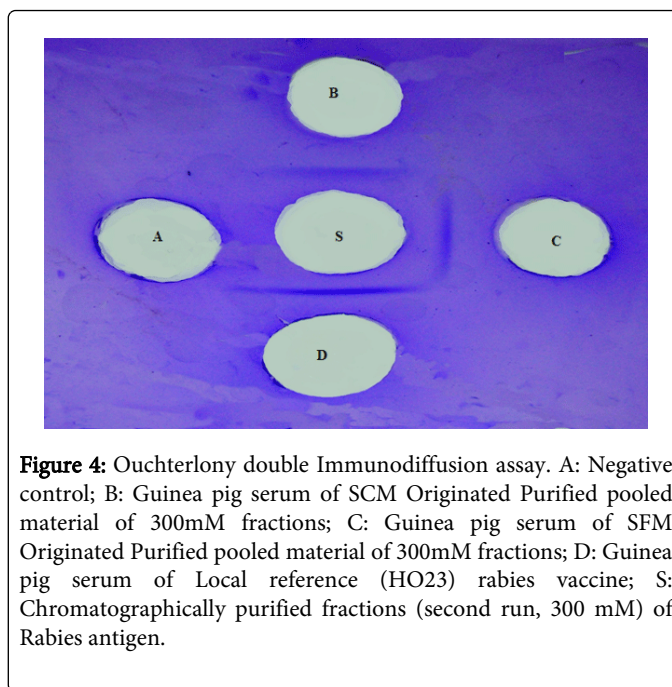 B
A
S
C
D
Figure 4: Ouchterlony double Immunodiffusion assay. A: Negative
control; B: Guinea pig serum of SCM Originated Purified pooled
material of 300mM fractions; C: Guinea pig serum of SFM
Originated Purified pooled material of 300mM fractions; D: Guinea
pig serum of Local reference (HO23) rabies vaccine; S:
Chromatographically purified fractions (second run, 300 mM) of
Rabies antigen.